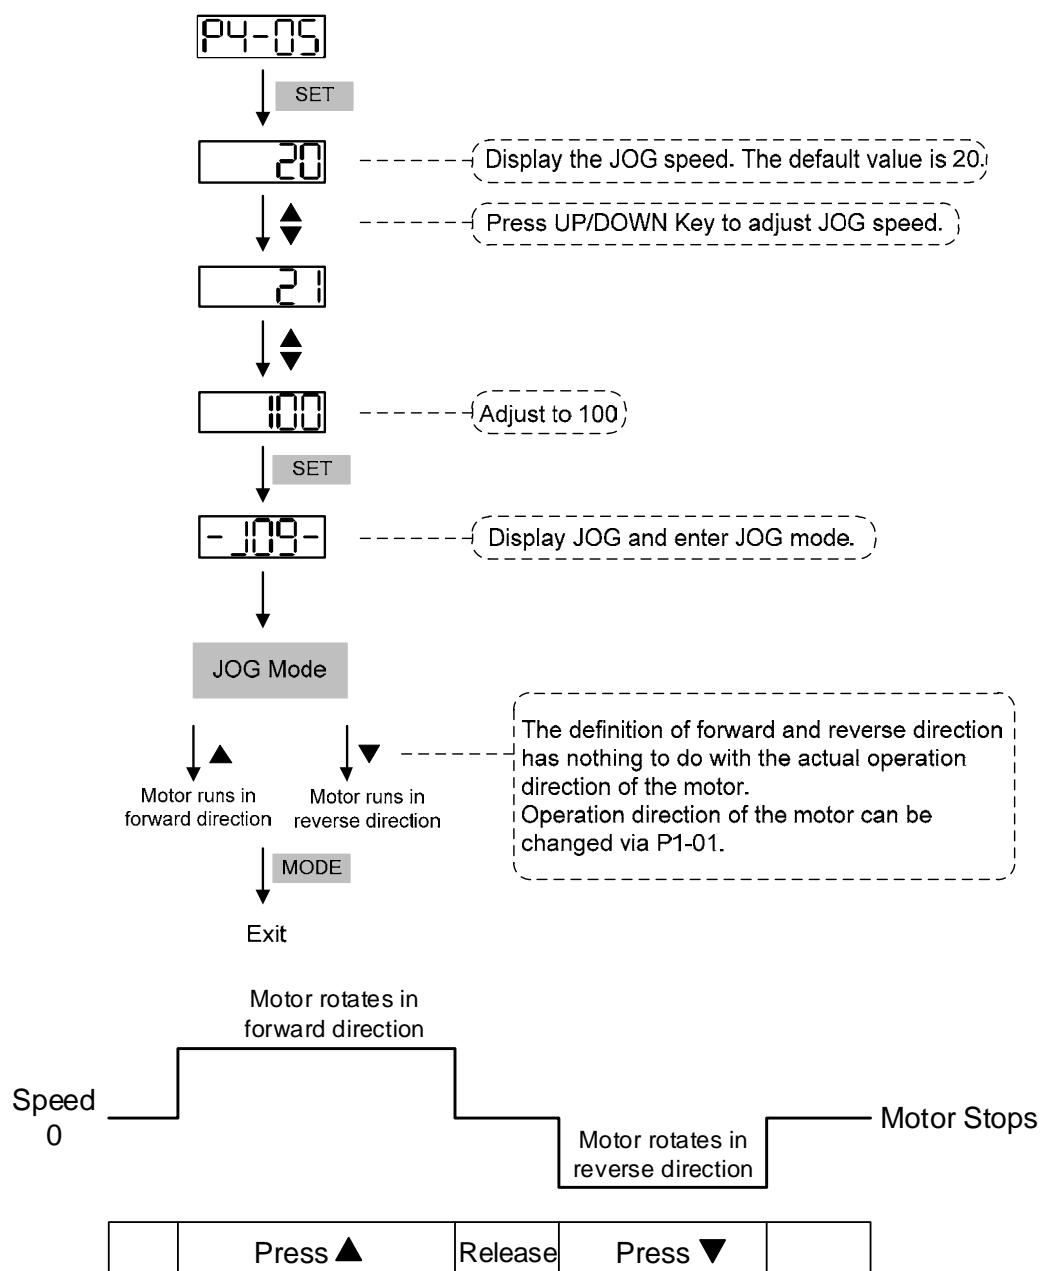 P4-05
SET
20
Display the JOG speed. The default value is 20.
Press UP/DOWN Key to adjust JOG speed.
21
100
Adjust to 100
SET
-JOG-
Display JOG and enter JOG mode.
JOG Mode
The definition of forward and reverse direction
has nothing to do with the actual operation
direction of the motor.
Operation direction of the motor can be
changed via P1-01.
▲
▼
Motor runs in
forward direction
Motor runs in
reverse direction
MODE
Exit
Motor rotates in
forward direction
Speed
0
Motor rotates in
reverse direction
Motor Stops
Press ▲
Release
Press ▼